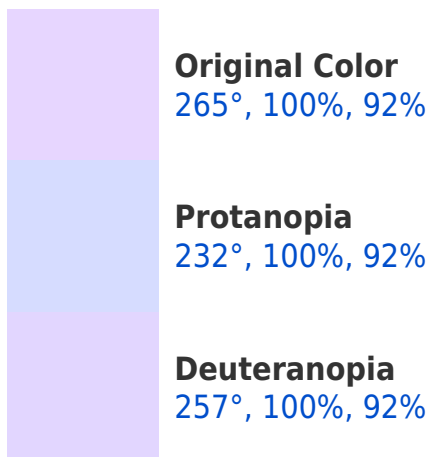 Original Color
265°, 100%, 92%
Protanopia
232°, 100%, 92%
Deuteranopia
257°, 100%, 92%